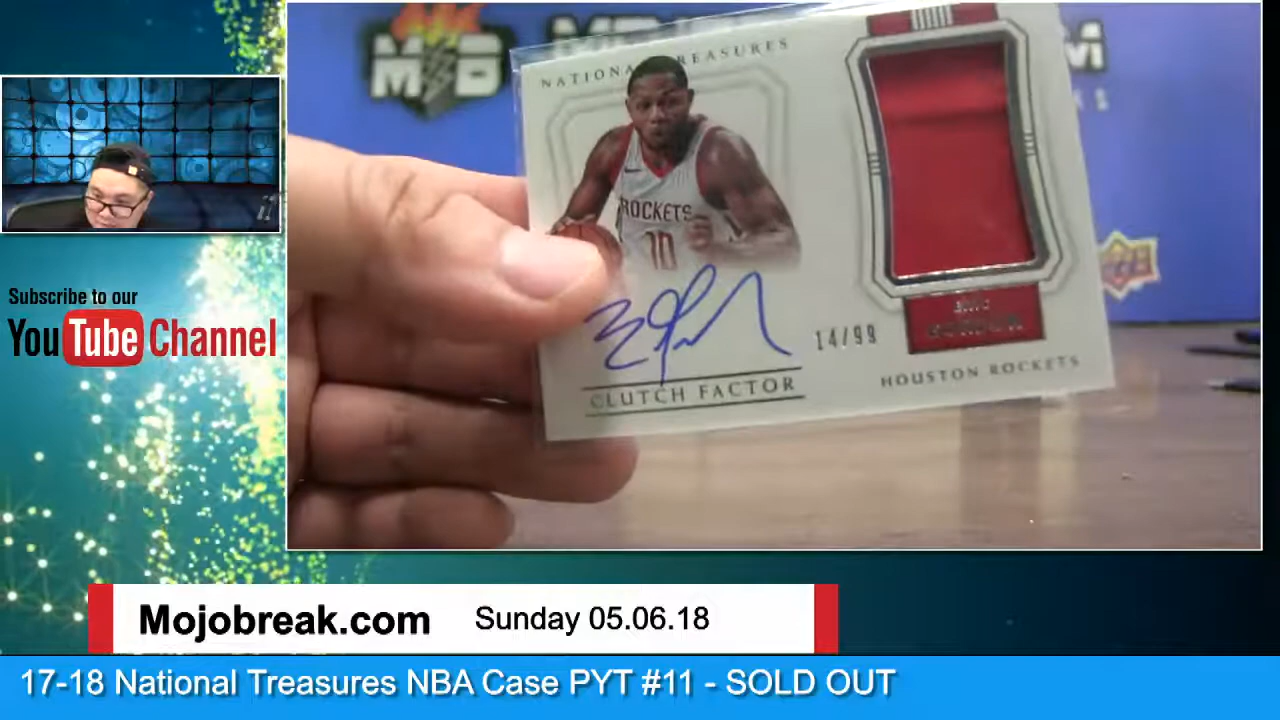 NATIONAL TREASURES
ROCKETS
10
14/99
CLUTCH FACTOR
HOUSTON ROCKETS
Subscribe to our
YouTube Channel
Mojobreak.com
Sunday 05.06.18
17-18 National Treasures NBA Case PYT #11 - SOLD OUT